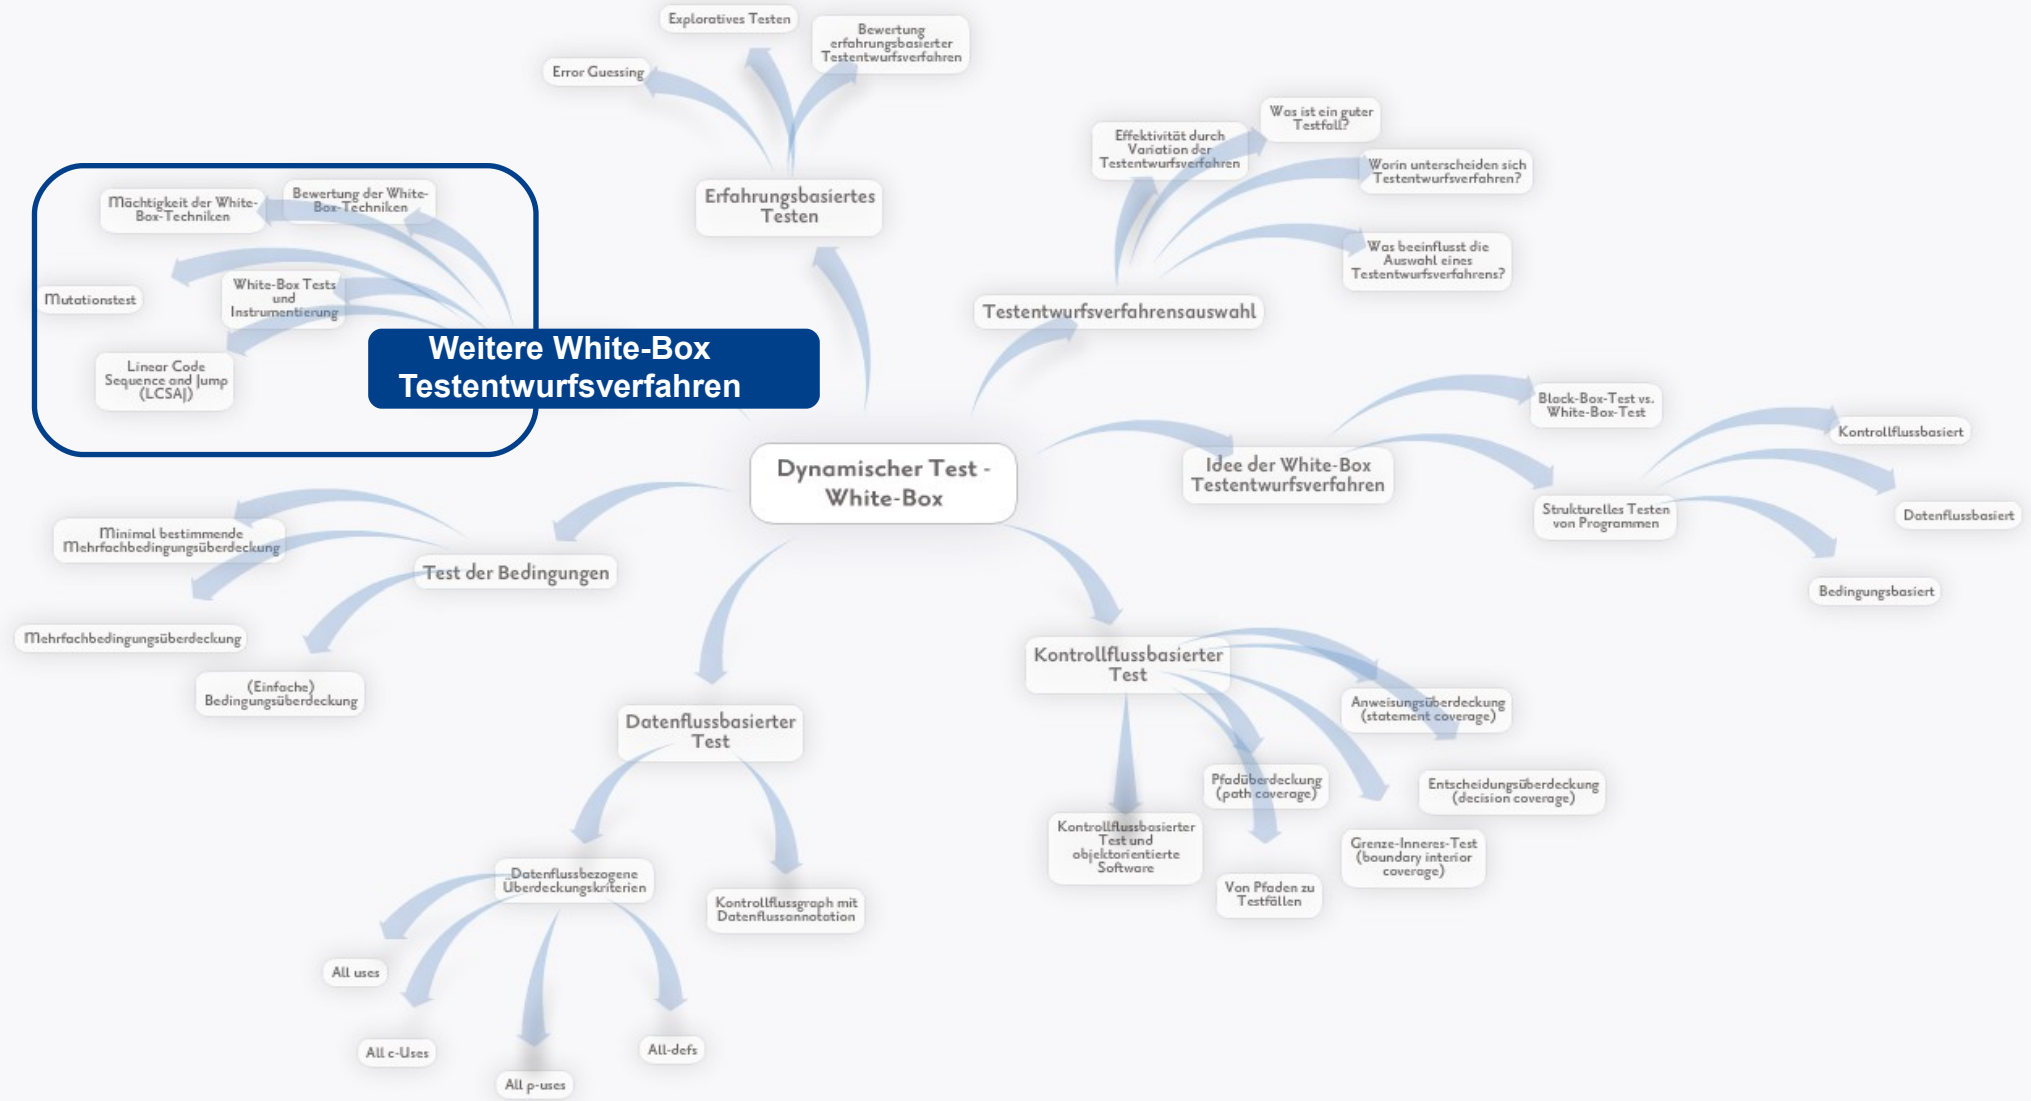 Exploratives Testen
Bewertung
erfahrungsbasierter
Testentwurfsverfahren
Error Guessing
Erfahrungsbasiertes
Testen
Was ist ein guter
Testfall?
Effektivität durch
Variation der
Testentwurfsverfahren
Worin unterscheiden sich
Testentwurfsverfahren?
Was beeinflusst die
Auswahl eines
Testentwurfsverfahrens?
Testentwurfsverfahrensauswahl
Mächtigkeit der White-
Box-Techniken
Bewertung der White-
Box-Techniken
Mutationstest
White-Box Tests
und
Instrumentierung
Linear Code
Sequence and Jump
(LCSAJ)
Weitere White-Box
Testentwurfsverfahren
Dynamischer Test -
White-Box
Idee der White-Box
Testentwurfsverfahren
Black-Box-Test vs.
White-Box-Test
Strukturelles Testen
von Programmen
Kontrollflussbasiert
Datenflussbasiert
Bedingungsbasiert
Minimal bestimmende
Mehrfachbedingungsüberdeckung
Test der Bedingungen
Mehrfachbedingungsüberdeckung
(Einfache)
Bedingungsüberdeckung
Kontrollflussbasierter
Test
Anweisungsüberdeckung
(statement coverage)
Entscheidungsüberdeckung
(decision coverage)
Pfadüberdeckung
(path coverage)
Grenze-Inneres-Test
(boundary interior
coverage)
Kontrollflussbasierter
Test und
objektorientierte
Software
Von Pfaden zu
Testfällen
Datenflussbasierter
Test
Datenflussbezogene
Überdeckungskriterien
Kontrollflussgraph mit
Datenflussannotation
All uses
All c-Uses
All p-uses
All-defs